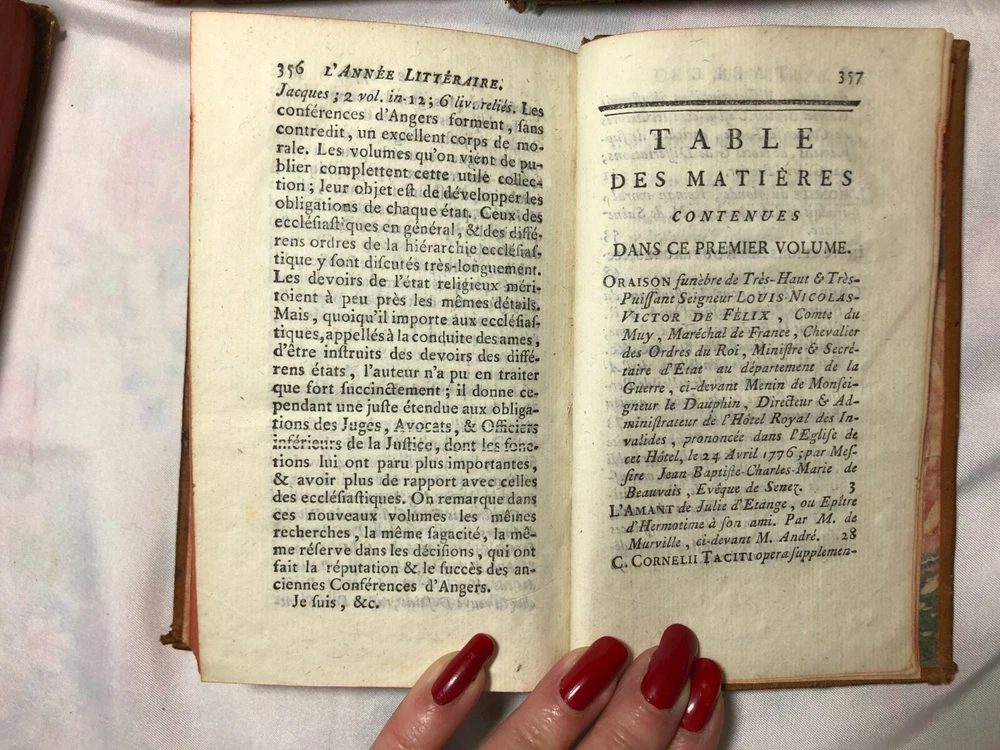 356 L'ANNÉE LITTÉRAIRE.
Jacques ; 2 vol. in-12 ; 6 liv. reliés. Les
conférences d'Angers forment, ſans
contredit, un excellent corps de mo-
rale. Les volumes qu'on vient de pu-
blier complettent cette utile collec-
tion ; leur objet eſt de développer les
obligations de chaque état. Ceux des
eccléſiaſtiques en général, & des diffé-
rens ordres de la hiérarchie eccléſiaſ-
tique y ſont diſcutés très-longuement.
Les devoirs de l'état religieux méri-
toient à peu près les mêmes détails.
Mais, quoiqu'il importe aux eccléſiaſ-
tiques, appellés à la conduite des ames,
d'être inſtruits des devoirs des diffé-
rens états, l'auteur n'a pu en traiter
que fort ſuccinctement ; il donne ce-
pendant une juſte étendue aux obliga-
tions des Juges, Avocats, & Officiers
inférieurs de la Juſtice, dont les fonc-
tions lui ont paru plus importantes,
& avoir plus de rapport avec celles
des eccléſiaſtiques. On remarque dans
ces nouveaux volumes les mêmes
recherches, la même ſagacité, la mê-
me réſerve dans les déciſions, qui ont
fait la réputation & le ſuccès des an-
ciennes Conférences d'Angers.
Je ſuis, &c.
357
TABLE
DES MATIÈRES
CONTENUES
DANS CE PREMIER VOLUME.
ORAISON funèbre de Très-Haut & Très-
Puiſſant Seigneur LOUIS-NICOLAS-
VICTOR DE FÉLIX, Comte du
Muy, Maréchal de France, Chevalier
des Ordres du Roi, Miniſtre & Secré-
taire d'Etat au département de la
Guerre, ci-devant Menin de Monſei-
gneur le Dauphin, Directeur & Ad-
miniſtrateur de l'Hôtel Royal des In-
valides, prononcée dans l'Egliſe de
cet Hôtel, le 24 Avril 1776 ; par Meſ-
ſire Jean-Baptiſte-Charles-Marie de
Beauvais, Evêque de Senez. 3
L'AMANT de Julie d'Etange, ou Epître
d'Hermotime à ſon ami. Par M. de
Murville, ci-devant M. André. 28
C. CORNELII TACITI opera ſupplemen-